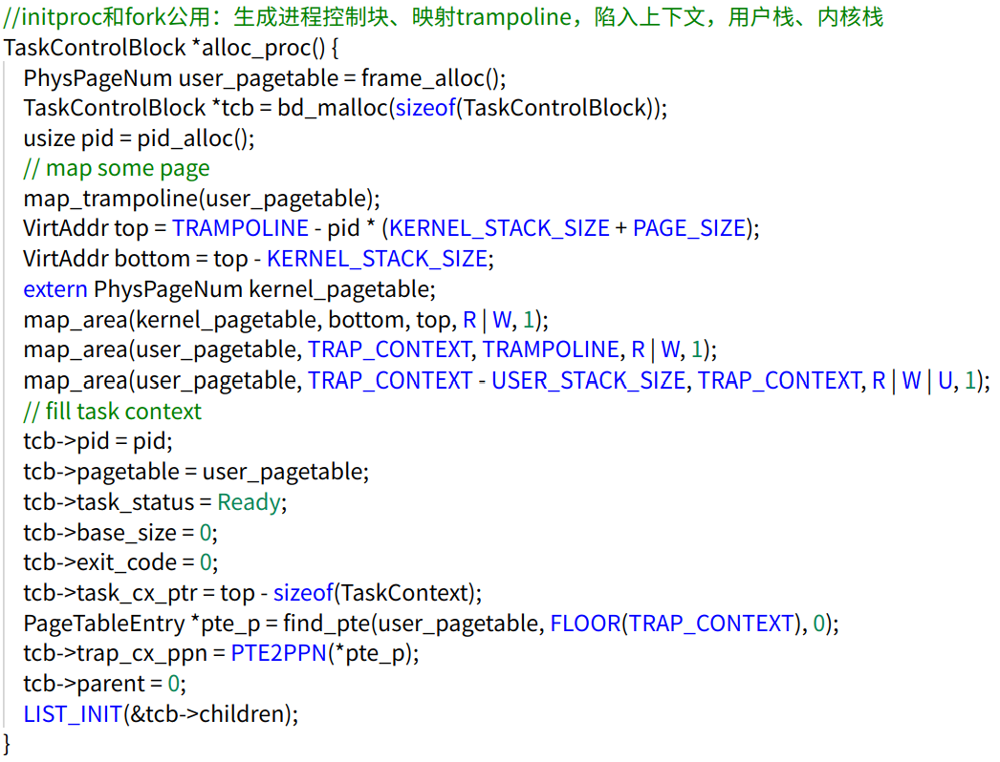 //initproc和fork公用：生成进程控制块、映射trampoline，陷入上下文，用户栈、内核栈
TaskControlBlock *alloc_proc() {
    PhysPageNum user_pagetable = frame_alloc();
    TaskControlBlock *tcb = bd_malloc(sizeof(TaskControlBlock));
    usize pid = pid_alloc();
    // map some page
    map_trampoline(user_pagetable);
    VirtAddr top = TRAMPOLINE - pid * (KERNEL_STACK_SIZE + PAGE_SIZE);
    VirtAddr bottom = top - KERNEL_STACK_SIZE;
    extern PhysPageNum kernel_pagetable;
    map_area(kernel_pagetable, bottom, top, R | W, 1);
    map_area(user_pagetable, TRAP_CONTEXT, TRAMPOLINE, R | W, 1);
    map_area(user_pagetable, TRAP_CONTEXT - USER_STACK_SIZE, TRAP_CONTEXT, R | W | U, 1);
    // fill task context
    tcb->pid = pid;
    tcb->pagetable = user_pagetable;
    tcb->task_status = Ready;
    tcb->base_size = 0;
    tcb->exit_code = 0;
    tcb->task_cx_ptr = top - sizeof(TaskContext);
    PageTableEntry *pte_p = find_pte(user_pagetable, FLOOR(TRAP_CONTEXT), 0);
    tcb->trap_cx_ppn = PTE2PPN(*pte_p);
    tcb->parent = 0;
    LIST_INIT(&tcb->children);
}